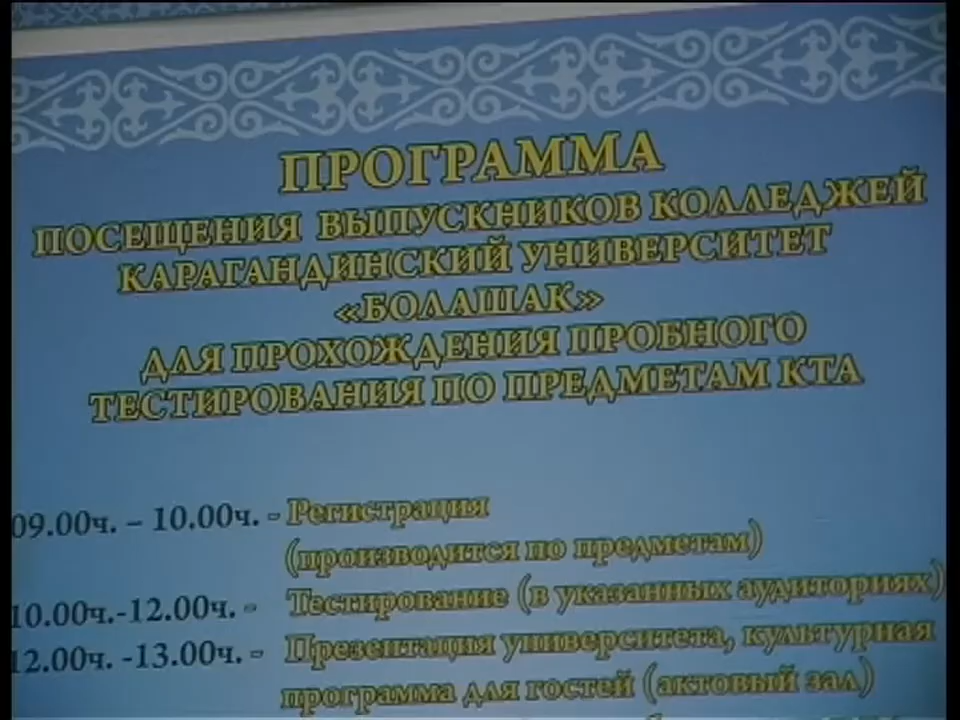 ПРОГРАММА
ПОСЕЩЕНИЯ ВЫПУСКНИКОВ КОЛЛЕДЖЕЙ
КАРАГАНДИНСКИЙ УНИВЕРСИТЕТ
«БОЛАШАК»
ДЛЯ ПРОХОЖДЕНИЯ ПРОБНОГО
ТЕСТИРОВАНИЯ ПО ПРЕДМЕТАМ КТА
09.00ч. – 10.00ч. - Регистрация
(производится по предметам)
10.00ч.-12.00ч. - Тестирование (в указанных аудиториях)
12.00ч. -13.00ч. - Презентация университета, культурная
программа для гостей (актовый зал)